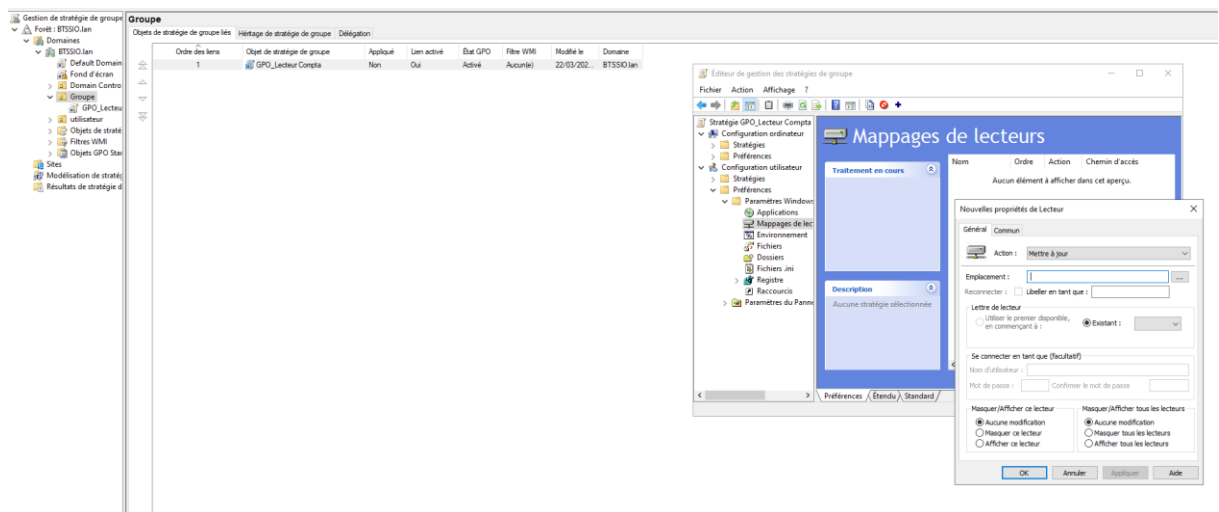 Gestion de stratégie de groupe
Forêt : BTSSIO.lan
Domaines
BTSSIO.lan
Default Domain
Fond d'écran
Domain Contro
Groupe
GPO_Lecteu
utilisateur
Objets de straté
Filtres WMI
Objets GPO Star
Sites
Modélisation de straté
Résultats de stratégie d
Groupe
Objets de stratégie de groupe liés Héritage de stratégie de groupe Délégation
Ordre des liens Objet de stratégie de groupe Appliqué Lien activé État GPO Filtre WMI Modifié le Domaine
1 GPO_Lecteur Compta Non Oui Activé Aucun(e) 22/03/202... BTSSIO.lan
Éditeur de gestion des stratégies de groupe
Fichier Action Affichage ?
Stratégie GPO_Lecteur Compta
Configuration ordinateur
Stratégies
Préférences
Configuration utilisateur
Stratégies
Préférences
Paramètres Windows
Applications
Mappages de lec
Environnement
Fichiers
Dossiers
Fichiers .ini
Registre
Raccourcis
Paramètres du Panne
Mappages de lecteurs
Traitement en cours
Description
Aucune stratégie sélectionnée
Nom Ordre Action Chemin d'accès
Aucun élément à afficher dans cet aperçu.
Préférences Étendu Standard
Nouvelles propriétés de Lecteur
Général Commun
Action : Mettre à jour
Emplacement : ...
Reconnecter : Libeller en tant que :
Lettre de lecteur
Utiliser le premier disponible, en commençant à :
Existant :
Se connecter en tant que (facultatif)
Nom d'utilisateur :
Mot de passe : Confirmer le mot de passe
Masquer/Afficher ce lecteur
Aucune modification
Masquer ce lecteur
Afficher ce lecteur
Masquer/Afficher tous les lecteurs
Aucune modification
Masquer tous les lecteurs
Afficher tous les lecteurs
OK Annuler Appliquer Aide